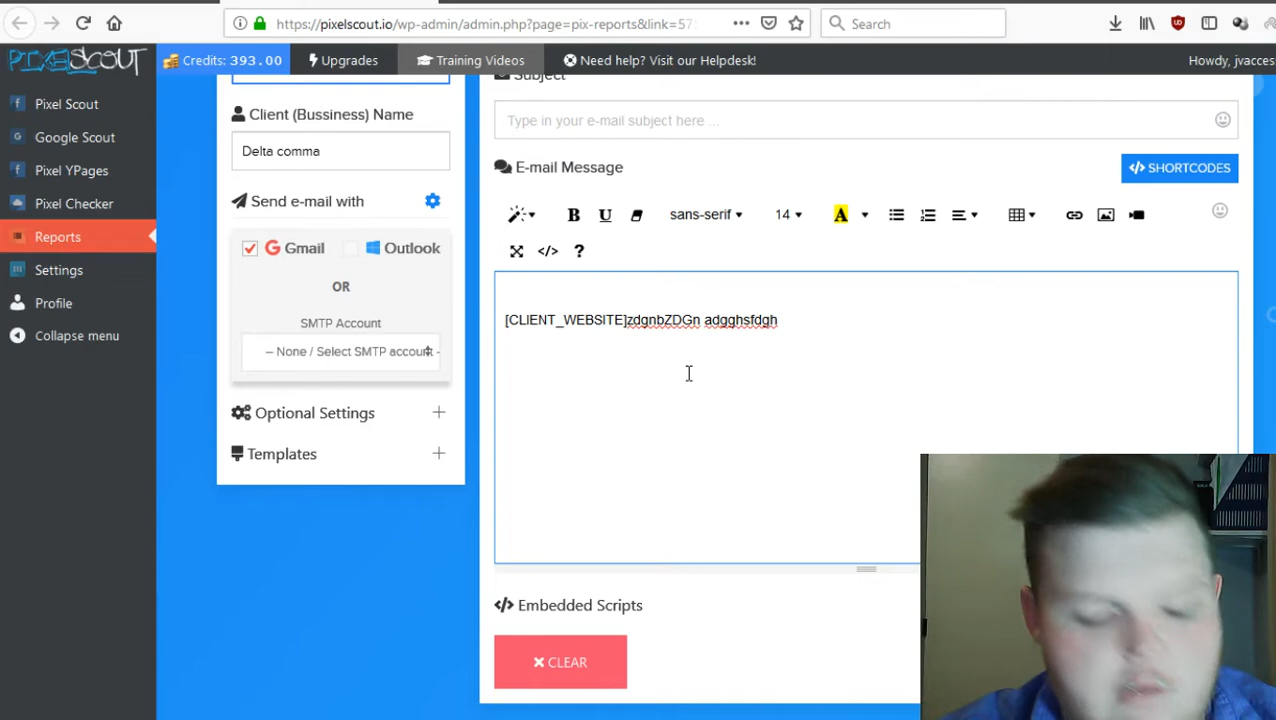 https://pixelscout.io/wp-admin/admin.php?page=pix-reports&link=57
Search
PIXELSCOUT
Credits: 393.00
Upgrades
Training Videos
Need help? Visit our Helpdesk!
Howdy, jvacces
Pixel Scout
Google Scout
Pixel YPages
Pixel Checker
Reports
Settings
Profile
Collapse menu
Client (Bussiness) Name
Delta comma
Send e-mail with
Gmail
Outlook
OR
SMTP Account
-- None / Select SMTP account -
Optional Settings
Templates
Subject
Type in your e-mail subject here ...
E-mail Message
</> SHORTCODES
B U sans-serif 14 A
</> ?
[CLIENT_WEBSITE]zdgnbZDGn adgghsfdgh
</> Embedded Scripts
CLEAR